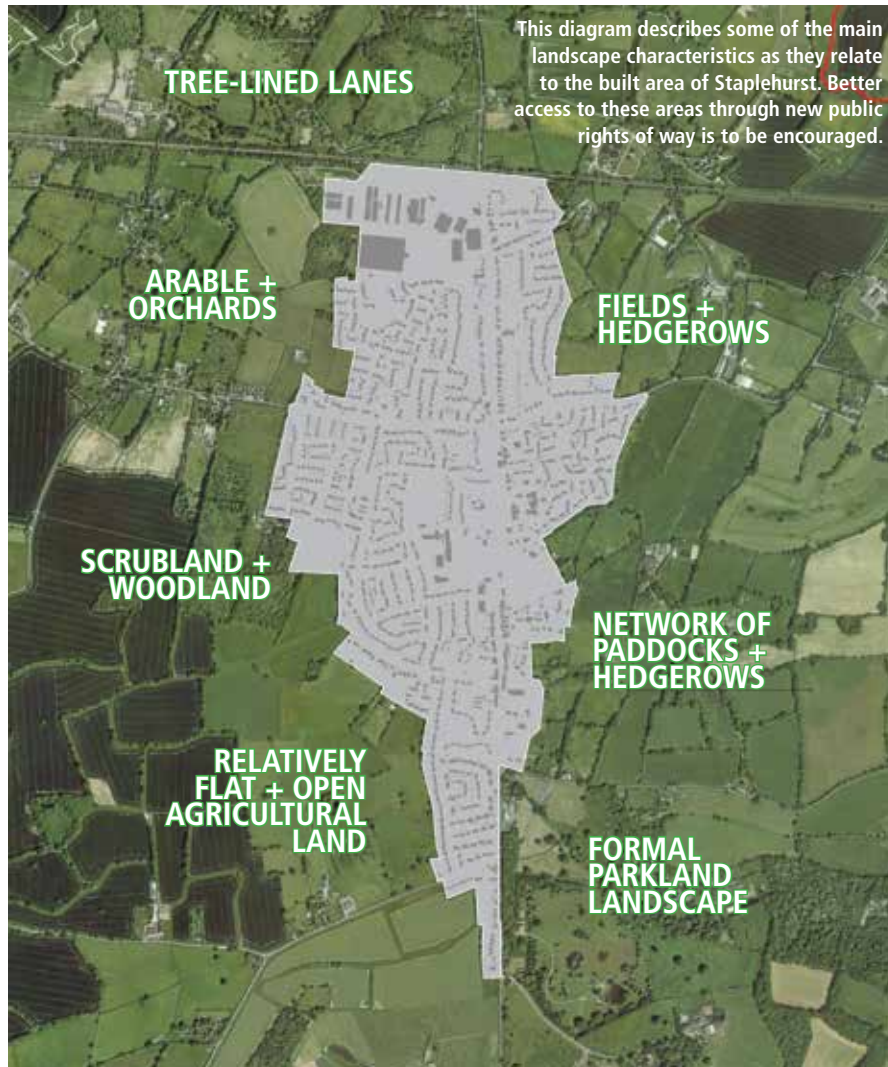 This diagram describes some of the main
landscape characteristics as they relate
to the built area of Staplehurst. Better
access to these areas through new public
rights of way is to be encouraged.
TREE-LINED LANES
ARABLE +
ORCHARDS
FIELDS +
HEDGEROWS
SCRUBLAND +
WOODLAND
NETWORK OF
PADDOCKS +
HEDGEROWS
RELATIVELY
FLAT + OPEN
AGRICULTURAL
LAND
FORMAL
PARKLAND
LANDSCAPE